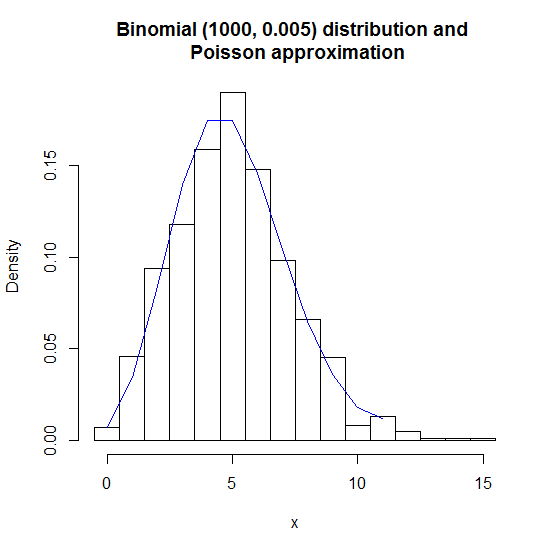 Binomial (1000, 0.005) distribution and
Poisson approximation
Density
0.15
0.10
0.05
0.00
0 5 10 15
x